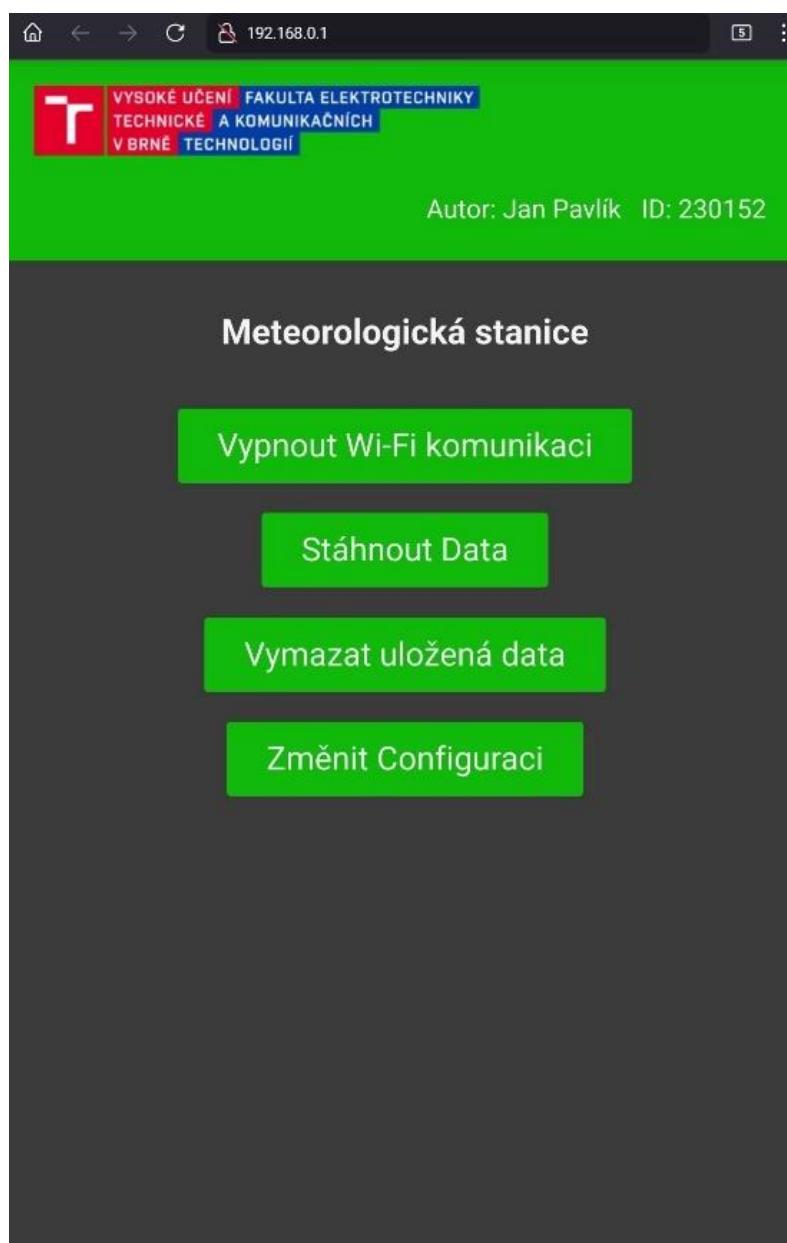 192.168.0.1
5
VYSOKÉ UČENÍ FAKULTA ELEKTROTECHNIKY
TECHNICKÉ A KOMUNIKAČNÍCH
V BRNĚ TECHNOLOGIÍ
Autor: Jan Pavlík ID: 230152
Meteorologická stanice
Vypnout Wi-Fi komunikaci
Stáhnout Data
Vymazat uložená data
Změnit Configuraci